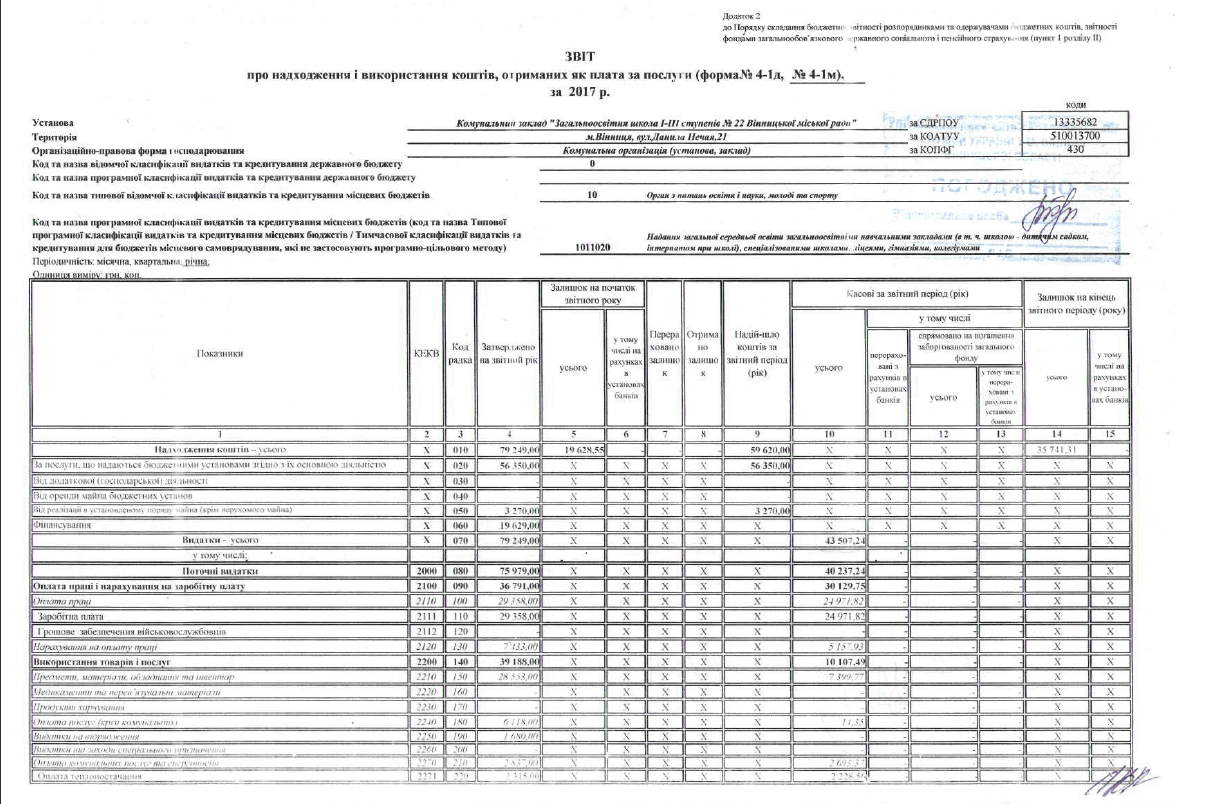 Додаток 2
до Порядку складання бюджетної звітності розпорядниками та одержувачами бюджетних коштів, звітності
фондами загальнообов'язкового державного соціального і пенсійного страхування (пункт 1 розділу II)
ЗВІТ
про надходження і використання коштів, отриманих як плата за послуги (форма№ 4-1д, № 4-1м),
за 2017 р.
коди
Установа Комунальний заклад "Загальноосвітня школа I-III ступенів № 22 Вінницької міської ради" за ЄДРПОУ 13335682
Територія м.Вінниця, вул.Данила Нечая,21 за КОАТУУ 510013700
Організаційно-правова форма господарювання Комунальна організація (установа, заклад) за КОПФГ 430
Код та назва відомчої класифікації видатків та кредитування державного бюджету 0
Код та назва програмної класифікації видатків та кредитування державного бюджету
ПОГОДЖЕНО
Код та назва типової відомчої класифікації видатків та кредитування місцевих бюджетів 10 Орган з питань освіти і науки, молоді та спорту
Код та назва програмної класифікації видатків та кредитування місцевих бюджетів (код та назва Типової
програмної класифікації видатків та кредитування місцевих бюджетів / Тимчасової класифікації видатків та
кредитування для бюджетів місцевого самоврядування, які не застосовують програмно-цільового методу) 1011020 Надання загальної середньої освіти загальноосвітніми навчальними закладами (в т. ч. школою - дитячим садком,
інтернатом при школі), спеціалізованими школами, ліцеями, гімназіями, колегіумами
Періодичність: місячна, квартальна, річна.
Одиниця виміру: грн, коп.
Показники КЕКВ Код рядка Затверджено на звітний рік Залишок на початок звітного року Перераховано залишок Отримано залишок Надійшло коштів за звітний період (рік) Касові за звітний період (рік) Залишок на кінець звітного періоду (року)
усього у тому числі на рахунках в установах банків усього у тому числі усього у тому числі на рахунках в установах банків
перераховані з рахунків в установах банків спрямовано на погашення заборгованості загального фонду
усього у тому числі перераховані з рахунків в установах банків
1 2 3 4 5 6 7 8 9 10 11 12 13 14 15
Надходження коштів – усього X 010 79 249,00 19 628,55 - - - 59 620,00 X X X X 35 741,31 -
За послуги, що надаються бюджетними установами згідно з їх основною діяльністю X 020 56 350,00 X X X X 56 350,00 X X X X X X
Від додаткової (господарської) діяльності X 030 - X X X X - X X X X X X
Від оренди майна бюджетних установ X 040 - X X X X - X X X X X X
Від реалізації в установленому порядку майна (крім нерухомого майна) X 050 3 270,00 X X X X 3 270,00 X X X X X X
Фінансування X 060 19 629,00 X X X X X X X X X X X
Видатки - усього X 070 79 249,00 X X X X X 43 507,24 - - - X X
у тому числі:
Поточні видатки 2000 080 75 979,00 X X X X X 40 237,24 - - - X X
Оплата праці і нарахування на заробітну плату 2100 090 36 791,00 X X X X X 30 129,75 - - - X X
Оплата праці 2110 100 29 358,00 X X X X X 24 971,82 - - - X X
Заробітна плата 2111 110 29 358,00 X X X X X 24 971,82 - - - X X
Грошове забезпечення військовослужбовців 2112 120 - X X X X X - - - - X X
Нарахування на оплату праці 2120 130 7 433,00 X X X X X 5 157,93 - - - X X
Використання товарів і послуг 2200 140 39 188,00 X X X X X 10 107,49 - - - X X
Предмети, матеріали, обладнання та інвентар 2210 150 28 553,00 X X X X X 7 399,77 - - - X X
Медикаменти та перев'язувальні матеріали 2220 160 - X X X X X - - - - X X
Продукти харчування 2230 170 - X X X X X - - - - X X
Оплата послуг (крім комунальних) 2240 180 6 118,00 X X X X X 14,35 - - - X X
Видатки на відрядження 2250 190 1 680,00 X X X X X - - - - X X
Видатки та заходи спеціального призначення 2260 200 - X X X X - - - - X X
Оплата комунальних послуг та енергоносіїв 2270 210 2 837,00 X X X X 2 693,37 - - - X X
Оплата теплопостачання 2271 220 2 315,00 X X X X 2 228,56 - - - X X